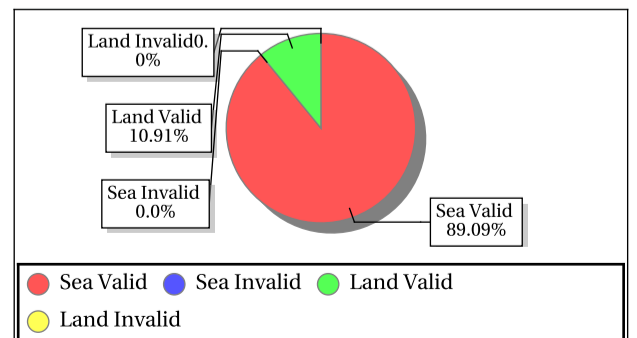 Land Invalid0.
0%
Land Valid
10.91%
Sea Invalid
0.0%
Sea Valid
89.09%
Sea Valid Sea Invalid Land Valid
Land Invalid